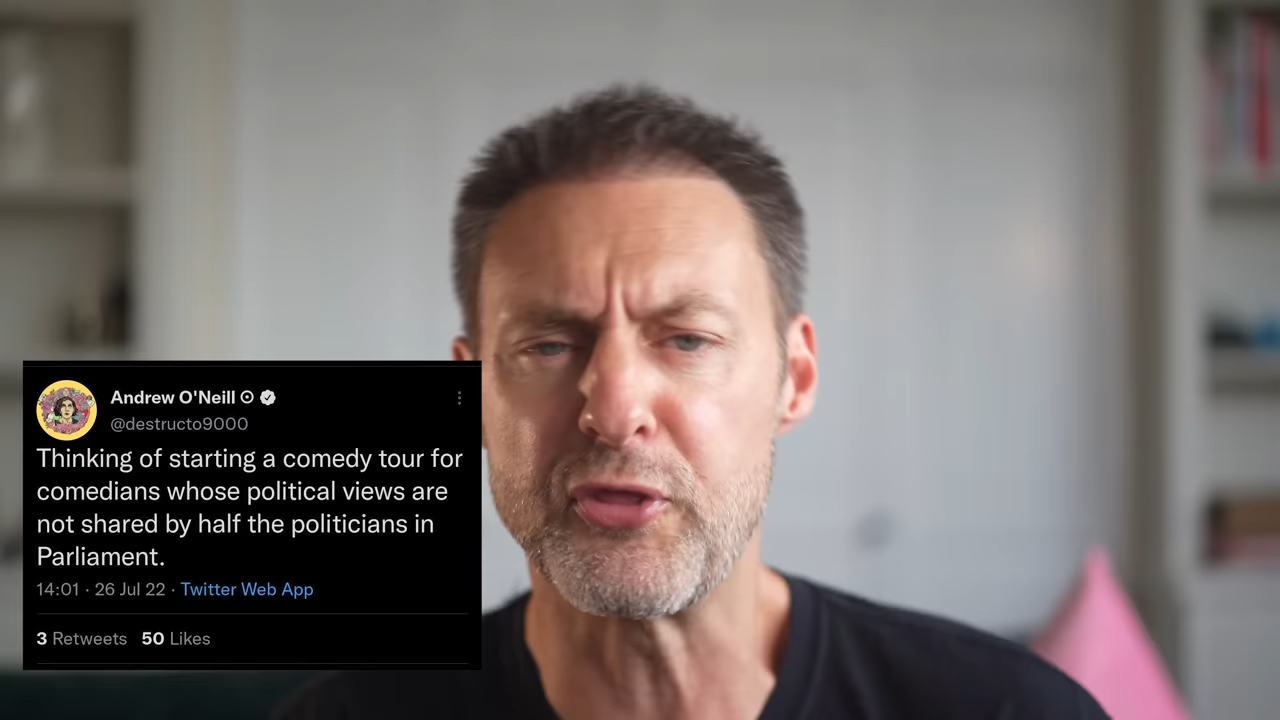 Andrew O'Neill
@destructo9000
Thinking of starting a comedy tour for
comedians whose political views are
not shared by half the politicians in
Parliament.
14:01 · 26 Jul 22 · Twitter Web App
3 Retweets 50 Likes